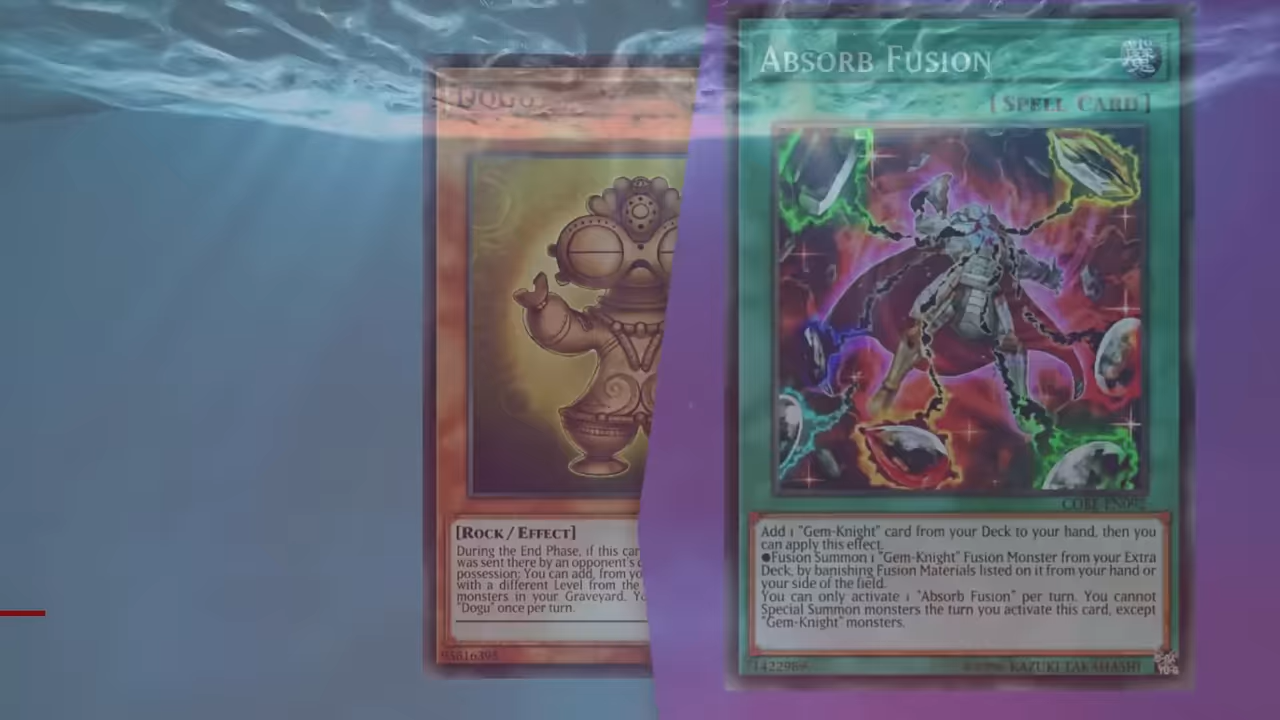 DOGU
[ROCK / EFFECT]
During the End Phase, if this car
was sent there by an opponent's c
possession: You can add, from yo
with a different Level from the
monsters in your Graveyard. Yo
"Dogu" once per turn.
ABSORB FUSION
[SPELL CARD]
Add 1 "Gem-Knight" card from your Deck to your hand, then you
can apply this effect.
●Fusion Summon 1 "Gem-Knight" Fusion Monster from your Extra
Deck, by banishing Fusion Materials listed on it from your hand or
your side of the field.
You can only activate 1 "Absorb Fusion" per turn. You cannot
Special Summon monsters the turn you activate this card, except
"Gem-Knight" monsters.
KAZUKI TAKAHASHI